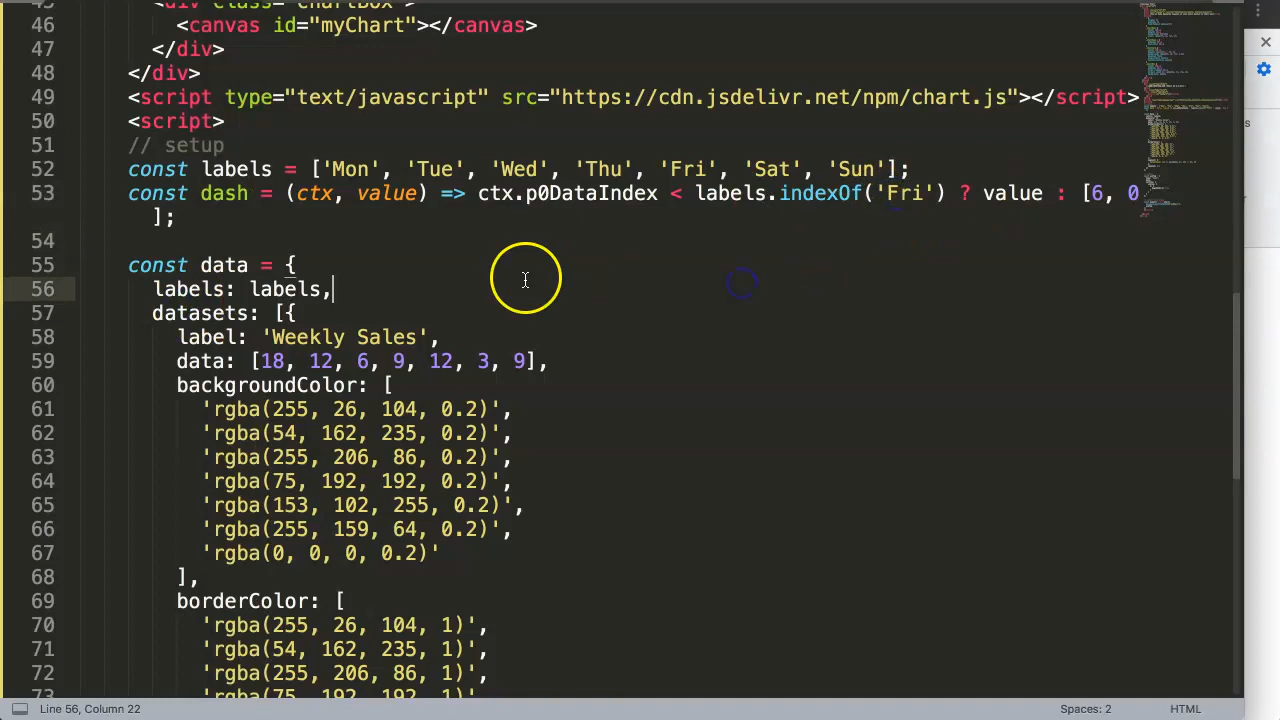 46 <canvas id="myChart"></canvas>
47 </div>
48 </div>
49 <script type="text/javascript" src="https://cdn.jsdelivr.net/npm/chart.js"></script>
50 <script>
51 // setup
52 const labels = ['Mon', 'Tue', 'Wed', 'Thu', 'Fri', 'Sat', 'Sun'];
53 const dash = (ctx, value) => ctx.p0DataIndex < labels.indexOf('Fri') ? value : [6, 0
];
54
55 const data = {
56 labels: labels,
57 datasets: [{
58 label: 'Weekly Sales',
59 data: [18, 12, 6, 9, 12, 3, 9],
60 backgroundColor: [
61 'rgba(255, 26, 104, 0.2)',
62 'rgba(54, 162, 235, 0.2)',
63 'rgba(255, 206, 86, 0.2)',
64 'rgba(75, 192, 192, 0.2)',
65 'rgba(153, 102, 255, 0.2)',
66 'rgba(255, 159, 64, 0.2)',
67 'rgba(0, 0, 0, 0.2)'
68 ],
69 borderColor: [
70 'rgba(255, 26, 104, 1)',
71 'rgba(54, 162, 235, 1)',
72 'rgba(255, 206, 86, 1)',
Line 56, Column 22
Spaces: 2
HTML